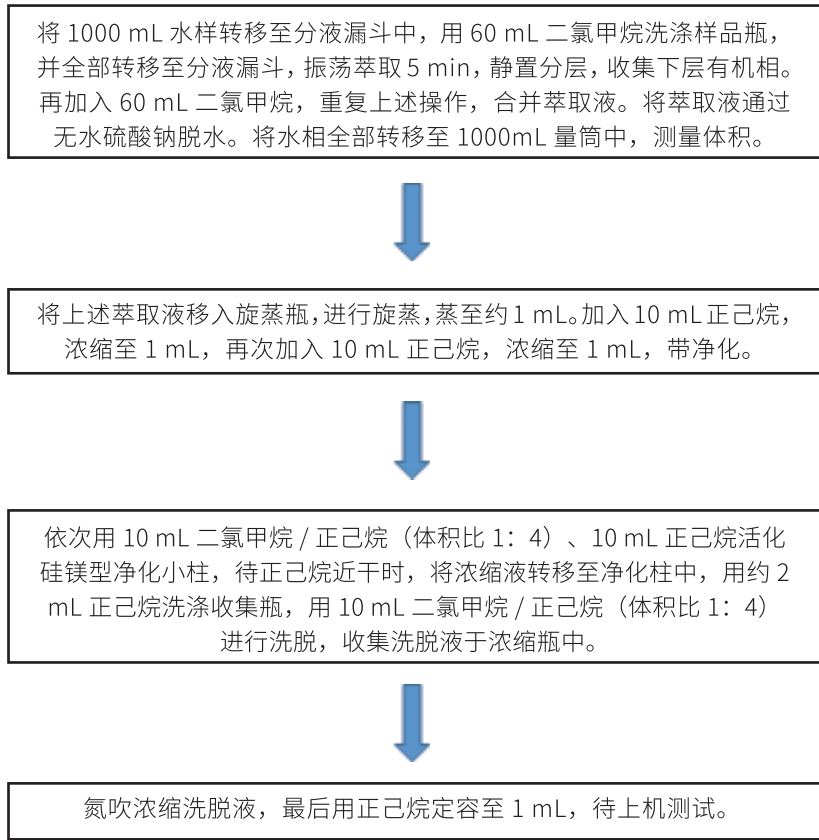 将 1000 mL 水样转移至分液漏斗中，用 60 mL 二氯甲烷洗涤样品瓶，
并全部转移至分液漏斗，振荡萃取 5 min，静置分层，收集下层有机相。
再加入 60 mL 二氯甲烷，重复上述操作，合并萃取液。将萃取液通过
无水硫酸钠脱水。将水相全部转移至 1000mL 量筒中，测量体积。
将上述萃取液移入旋蒸瓶，进行旋蒸，蒸至约 1 mL。加入 10 mL 正己烷，
浓缩至 1 mL，再次加入 10 mL 正己烷，浓缩至 1 mL，带净化。
依次用 10 mL 二氯甲烷 / 正己烷（体积比 1：4）、10 mL 正己烷活化
硅镁型净化小柱，待正己烷近干时，将浓缩液转移至净化柱中，用约 2
mL 正己烷洗涤收集瓶，用 10 mL 二氯甲烷 / 正己烷（体积比 1：4）
进行洗脱，收集洗脱液于浓缩瓶中。
氮吹浓缩洗脱液，最后用正己烷定容至 1 mL，待上机测试。